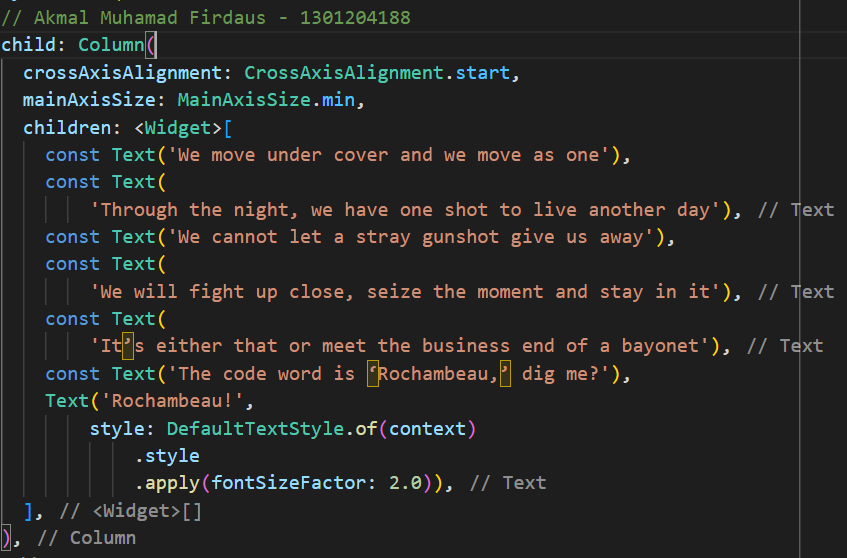 // Akmal Muhamad Firdaus - 1301204188
child: Column(
  crossAxisAlignment: CrossAxisAlignment.start,
  mainAxisSize: MainAxisSize.min,
  children: <Widget>[
    const Text('We move under cover and we move as one'),
    const Text(
        'Through the night, we have one shot to live another day'), // Text
    const Text('We cannot let a stray gunshot give us away'),
    const Text(
        'We will fight up close, seize the moment and stay in it'), // Text
    const Text(
        'It’s either that or meet the business end of a bayonet'), // Text
    const Text('The code word is ‘Rochambeau,’ dig me?'),
    Text('Rochambeau!',
        style: DefaultTextStyle.of(context)
            .style
            .apply(fontSizeFactor: 2.0)), // Text
  ], // <Widget>[]
), // Column